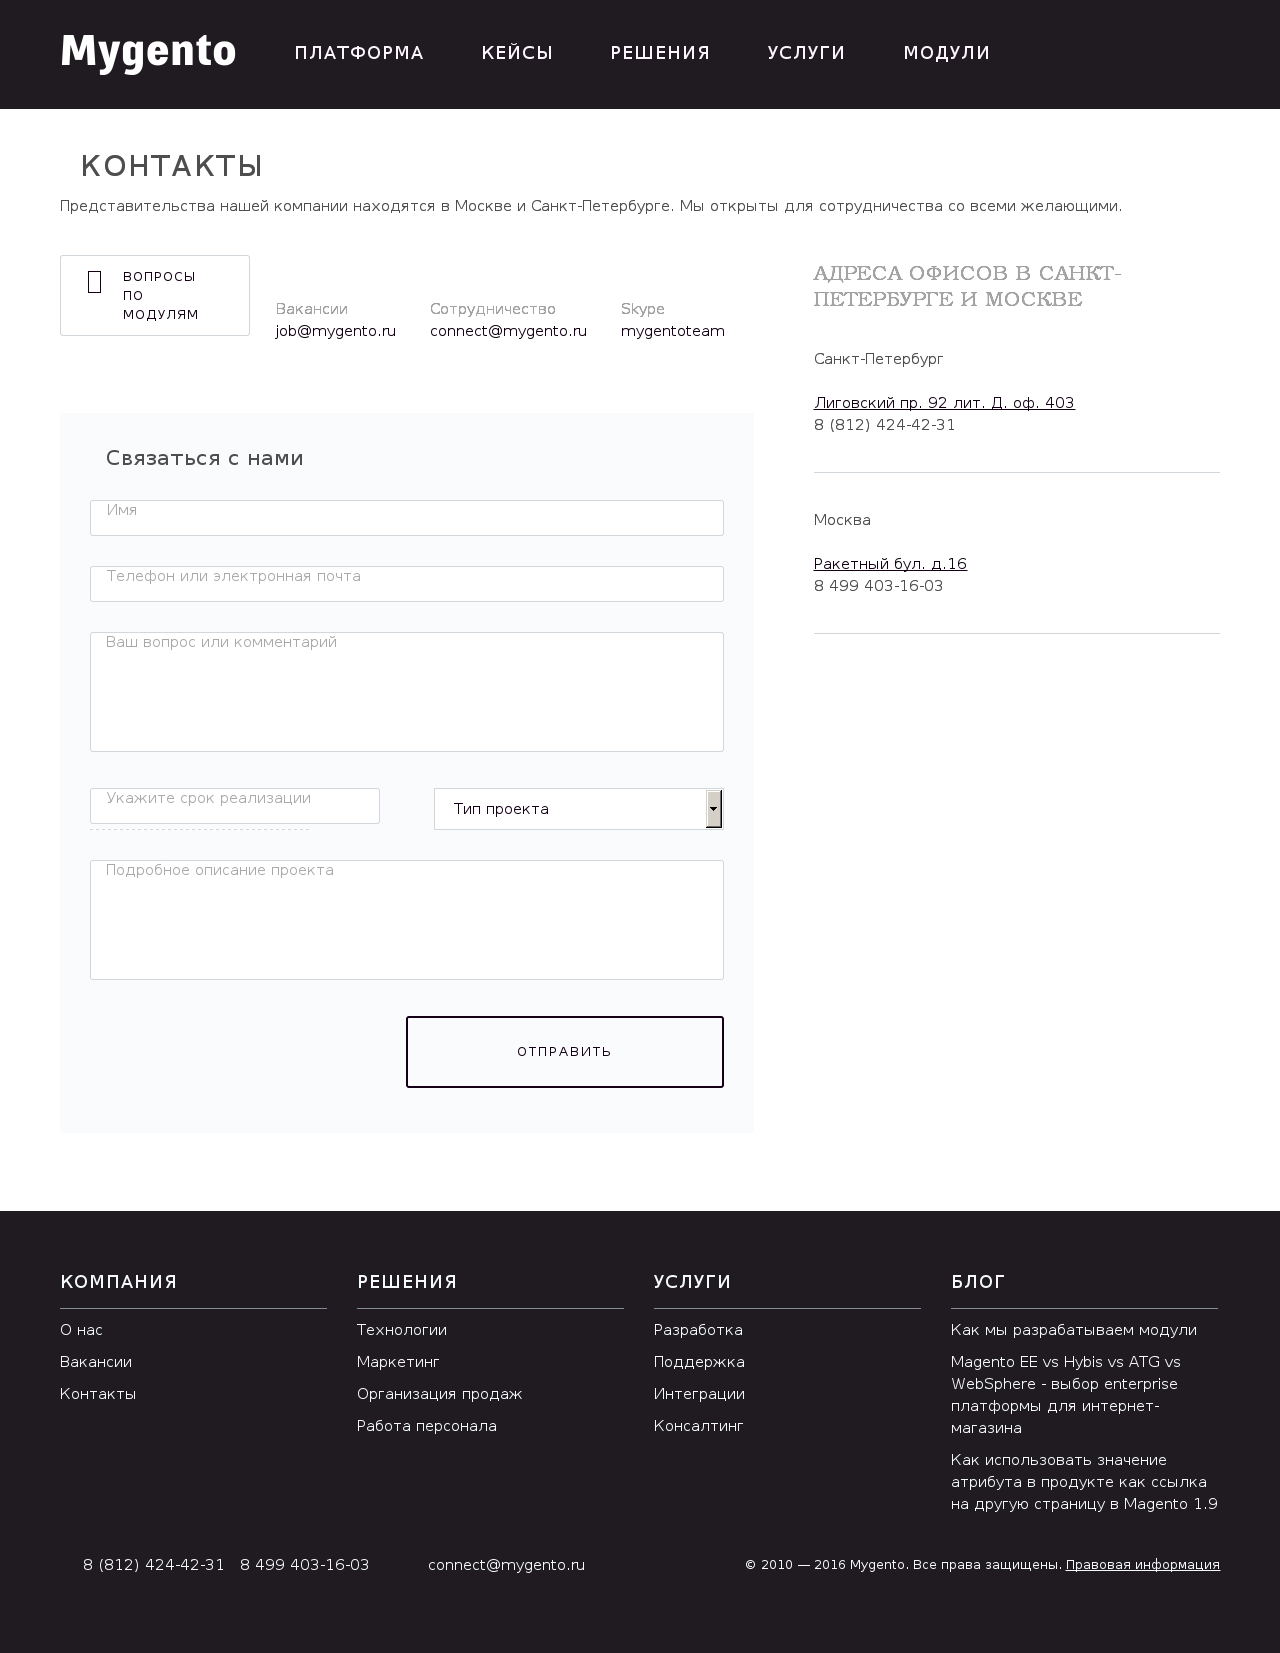 Mygento ПЛАТФОРМА КЕЙСЫ РЕШЕНИЯ УСЛУГИ МОДУЛИ
КОНТАКТЫ
Представительства нашей компании находятся в Москве и Санкт-Петербурге. Мы открыты для сотрудничества со всеми желающими.
ВОПРОСЫ
ПО
МОДУЛЯМ
Вакансии
job@mygento.ru
Сотрудничество
connect@mygento.ru
Skype
mygentoteam
Связаться с нами
Имя
Телефон или электронная почта
Ваш вопрос или комментарий
Укажите срок реализации
Тип проекта
Подробное описание проекта
ОТПРАВИТЬ
АДРЕСА ОФИСОВ В САНКТ-
ПЕТЕРБУРГЕ И МОСКВЕ
Санкт-Петербург
Лиговский пр. 92 лит. Д. оф. 403
8 (812) 424-42-31
Москва
Ракетный бул. д.16
8 499 403-16-03
КОМПАНИЯ
О нас
Вакансии
Контакты
РЕШЕНИЯ
Технологии
Маркетинг
Организация продаж
Работа персонала
УСЛУГИ
Разработка
Поддержка
Интеграции
Консалтинг
БЛОГ
Как мы разрабатываем модули
Magento EE vs Hybis vs ATG vs
WebSphere - выбор enterprise
платформы для интернет-
магазина
Как использовать значение
атрибута в продукте как ссылка
на другую страницу в Magento 1.9
8 (812) 424-42-31 8 499 403-16-03 connect@mygento.ru © 2010 — 2016 Mygento. Все права защищены. Правовая информация